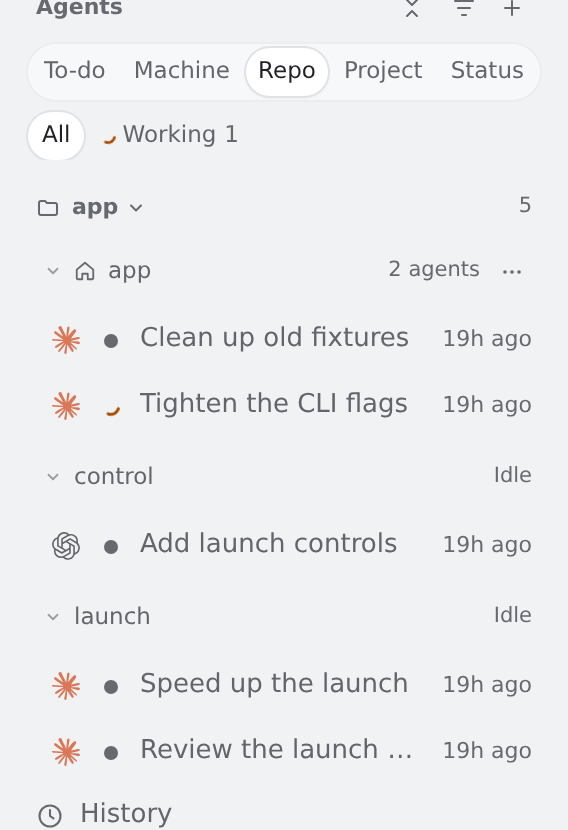 Agents
To-do Machine Repo Project Status
All Working 1
app 5
app 2 agents ...
Clean up old fixtures 19h ago
Tighten the CLI flags 19h ago
control Idle
Add launch controls 19h ago
launch Idle
Speed up the launch 19h ago
Review the launch ... 19h ago
History